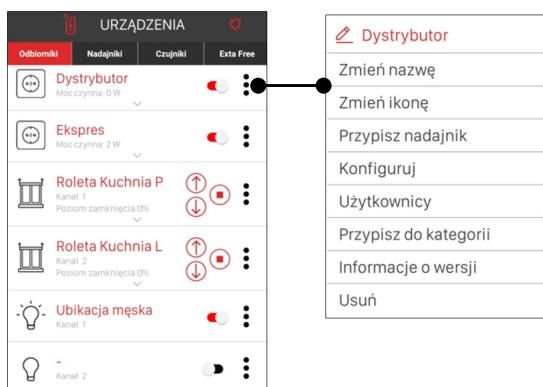 URZĄDZENIA
Odbiorniki Nadajniki Czujniki Exta Free
Dystrybutor
Moc czynna: 0 W
Ekspres
Moc czynna: 2 W
Roleta Kuchnia P
Kanał 1
Poziom zamknięcia 0%
Roleta Kuchnia L
Kanał 2
Poziom zamknięcia 0%
Ubikacja męska
Kanał 1
-
Kanał 2
Dystrybutor
Zmień nazwę
Zmień ikonę
Przypisz nadajnik
Konfiguruj
Użytkownicy
Przypisz do kategorii
Informacje o wersji
Usuń